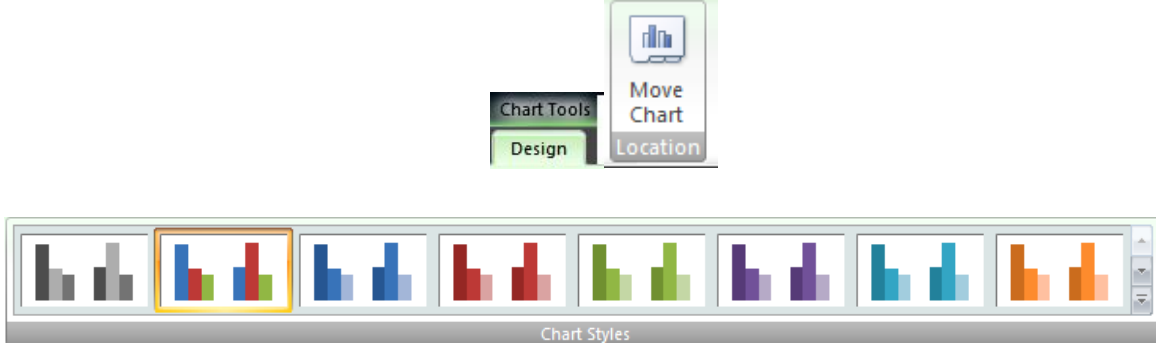 Move
Chart
Chart Tools
Design
Location
Chart Styles